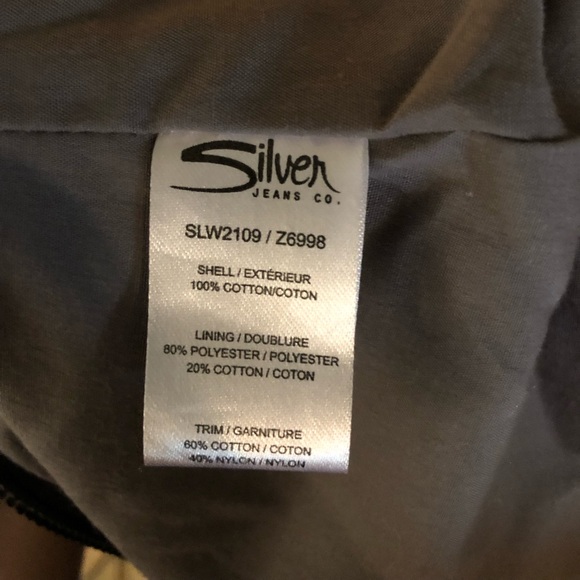 Silver
JEANS CO.
SLW2109 / Z6998
SHELL / EXTÉRIEUR
100% COTTON/COTON
LINING / DOUBLURE
80% POLYESTER / POLYESTER
20% COTTON / COTON
TRIM / GARNITURE
60% COTTON / COTON
40% NYLON / NYLON